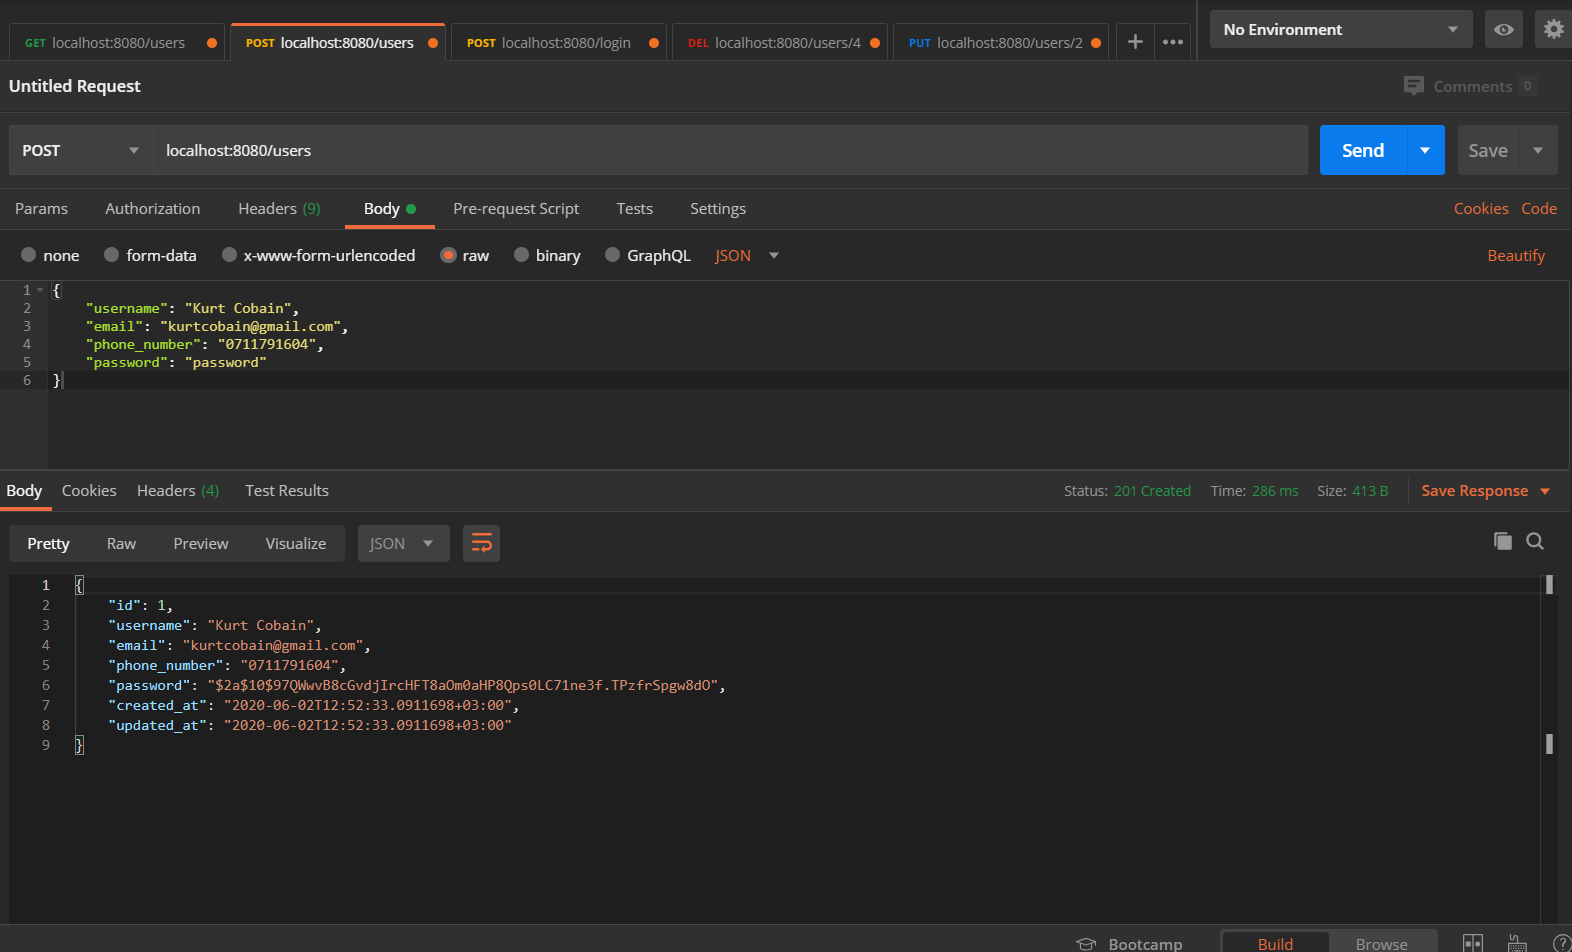 GET localhost:8080/users POST localhost:8080/users POST localhost:8080/login DEL localhost:8080/users/4 PUT localhost:8080/users/2 + ••• No Environment
Untitled Request Comments 0
POST localhost:8080/users Send Save
Params Authorization Headers (9) Body Pre-request Script Tests Settings Cookies Code
none form-data x-www-form-urlencoded raw binary GraphQL JSON Beautify
1 {
2 "username": "Kurt Cobain",
3 "email": "kurtcobain@gmail.com",
4 "phone_number": "0711791604",
5 "password": "password"
6 }
Body Cookies Headers (4) Test Results Status: 201 Created Time: 286 ms Size: 413 B Save Response
Pretty Raw Preview Visualize JSON
1 {
2 "id": 1,
3 "username": "Kurt Cobain",
4 "email": "kurtcobain@gmail.com",
5 "phone_number": "0711791604",
6 "password": "$2a$10$97QWwvB8cGvdjIrcHFT8aOm0aHP8Qps0LC71ne3f.TPzfrSpgw8dO",
7 "created_at": "2020-06-02T12:52:33.0911698+03:00",
8 "updated_at": "2020-06-02T12:52:33.0911698+03:00"
9 }
Bootcamp Build Browse